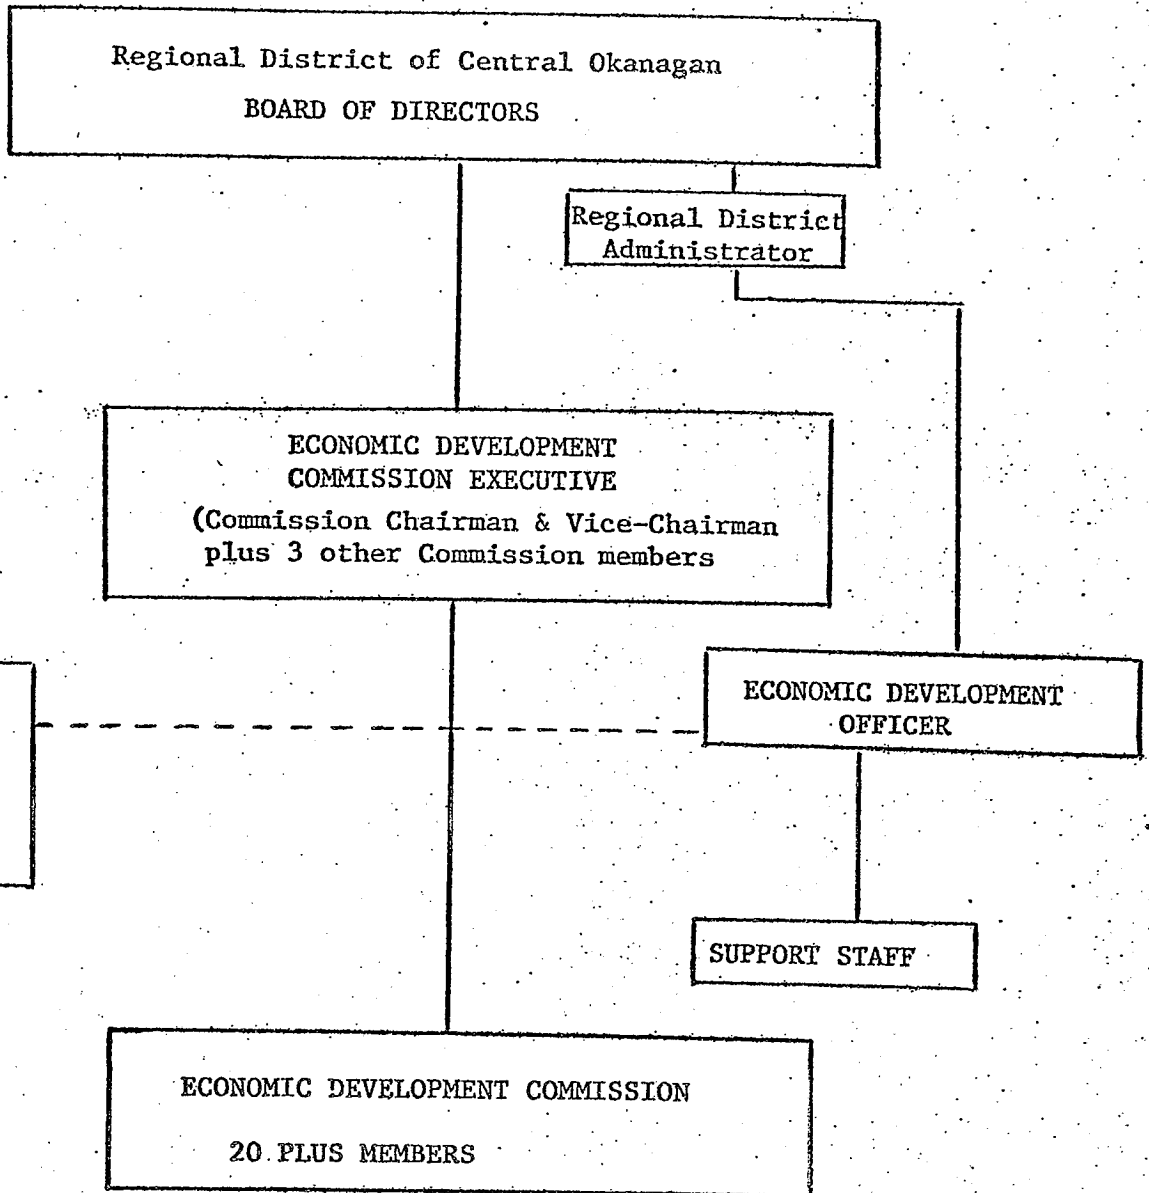 Regional District of Central Okanagan
BOARD OF DIRECTORS
Regional District
Administrator
ECONOMIC DEVELOPMENT
COMMISSION EXECUTIVE
(Commission Chairman & Vice-Chairman
plus 3 other Commission members
ECONOMIC DEVELOPMENT
OFFICER
SUPPORT STAFF
ECONOMIC DEVELOPMENT COMMISSION
20 PLUS MEMBERS